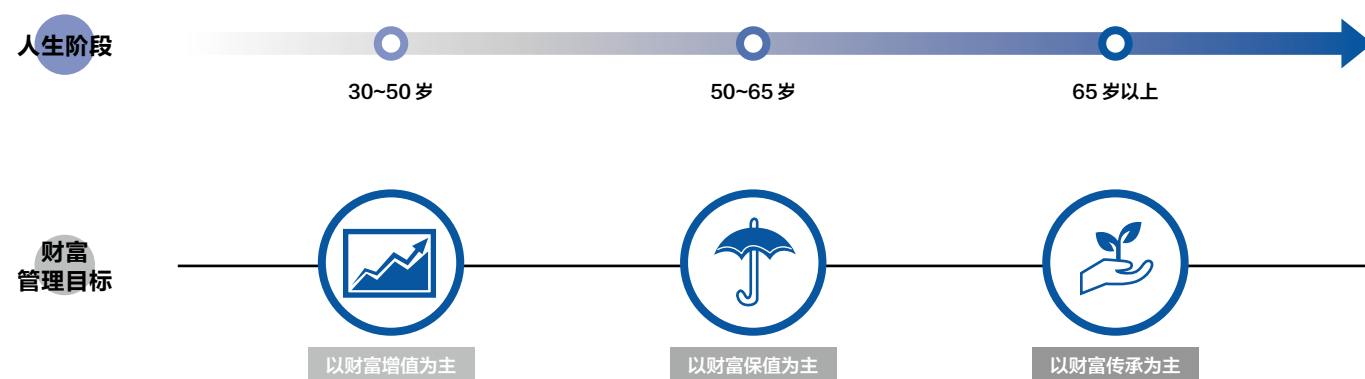 人生阶段
30~50 岁
50~65 岁
65 岁以上
财富
管理目标
以财富增值为主
以财富保值为主
以财富传承为主